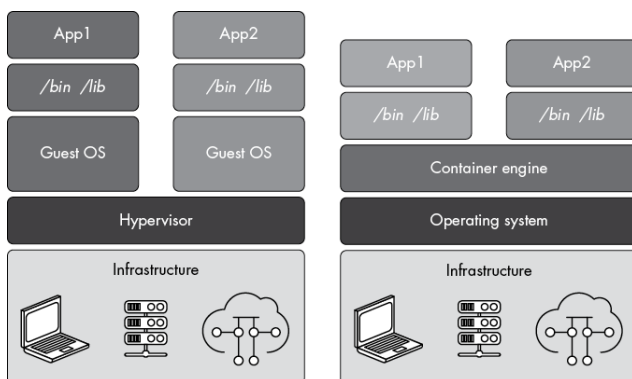 App1
App2
/bin /lib
/bin /lib
Guest OS
Guest OS
Hypervisor
Infrastructure
App1
App2
/bin /lib
/bin /lib
Container engine
Operating system
Infrastructure